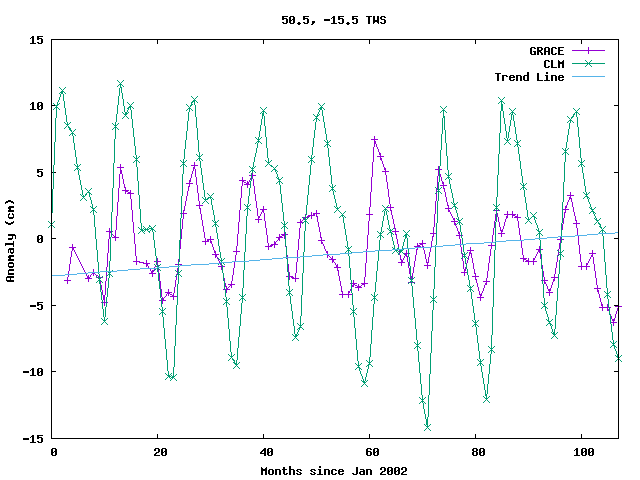 50.5, -15.5 TWS
GRACE
CLM
Trend Line
15
10
5
0
-5
-10
-15
Anomaly (cm)
0 20 40 60 80 100
Months since Jan 2002